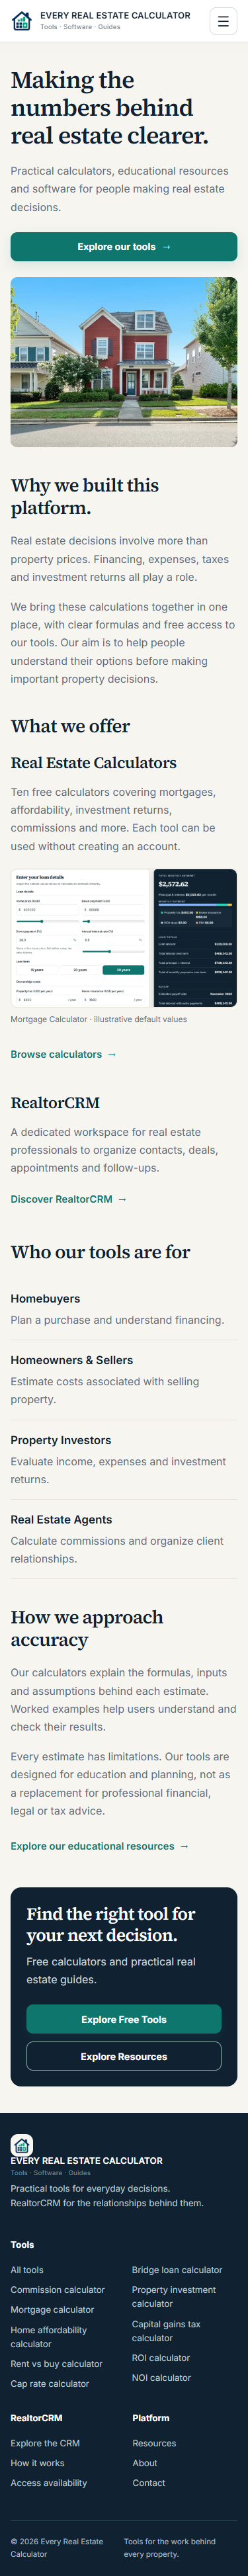 EVERY REAL ESTATE CALCULATOR
Tools · Software · Guides
Making the
numbers behind
real estate clearer.
Practical calculators, educational resources
and software for people making real estate
decisions.
Explore our tools →
Why we built this
platform.
Real estate decisions involve more than
property prices. Financing, expenses, taxes
and investment returns all play a role.
We bring these calculations together in one
place, with clear formulas and free access to
our tools. Our aim is to help people
understand their options before making
important property decisions.
What we offer
Real Estate Calculators
Ten free calculators covering mortgages,
affordability, investment returns,
commissions and more. Each tool can be
used without creating an account.
Enter your loan details
$2,572.62
15 years
20 years
30 years
Mortgage Calculator · illustrative default values
Browse calculators →
RealtorCRM
A dedicated workspace for real estate
professionals to organize contacts, deals,
appointments and follow-ups.
Discover RealtorCRM →
Who our tools are for
Homebuyers
Plan a purchase and understand financing.
Homeowners & Sellers
Estimate costs associated with selling
property.
Property Investors
Evaluate income, expenses and investment
returns.
Real Estate Agents
Calculate commissions and organize client
relationships.
How we approach
accuracy
Our calculators explain the formulas, inputs
and assumptions behind each estimate.
Worked examples help users understand and
check their results.
Every estimate has limitations. Our tools are
designed for education and planning, not as
a replacement for professional financial,
legal or tax advice.
Explore our educational resources →
Find the right tool for
your next decision.
Free calculators and practical real
estate guides.
Explore Free Tools
Explore Resources
EVERY REAL ESTATE CALCULATOR
Tools · Software · Guides
Practical tools for everyday decisions.
RealtorCRM for the relationships behind them.
Tools
All tools
Commission calculator
Mortgage calculator
Home affordability
calculator
Rent vs buy calculator
Cap rate calculator
Bridge loan calculator
Property investment
calculator
Capital gains tax
calculator
ROI calculator
NOI calculator
RealtorCRM
Explore the CRM
How it works
Access availability
Platform
Resources
About
Contact
© 2026 Every Real Estate
Calculator
Tools for the work behind
every property.